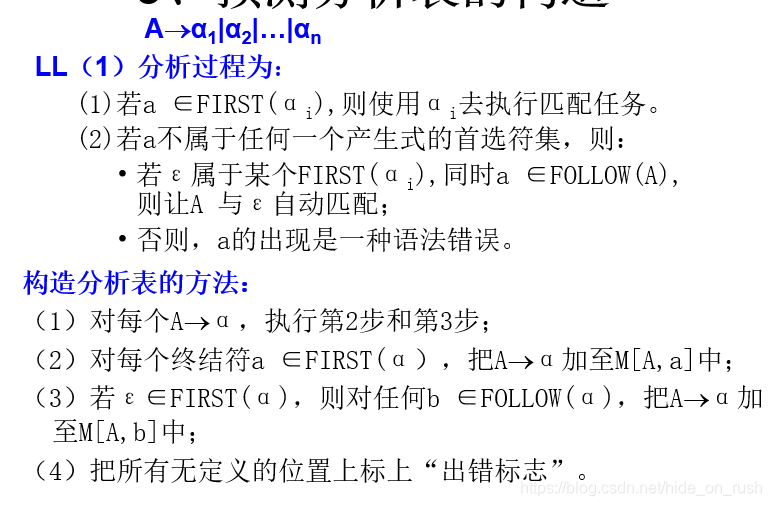 A→α1|α2|…|αn
LL（1）分析过程为：
(1)若a ∈FIRST(αi),则使用αi去执行匹配任务。
(2)若a不属于任何一个产生式的首选符集，则：
•若ε属于某个FIRST(αi),同时a ∈FOLLOW(A),
则让A 与ε自动匹配；
•否则，a的出现是一种语法错误。
构造分析表的方法：
（1）对每个A→α，执行第2步和第3步；
（2）对每个终结符a ∈FIRST(α），把A→α加至M[A,a]中；
（3）若ε∈FIRST(α)，则对任何b ∈FOLLOW(α)，把A→α加
至M[A,b]中；
（4）把所有无定义的位置上标上“出错标志”。
https://blog.csdn.net/hide_on_rush